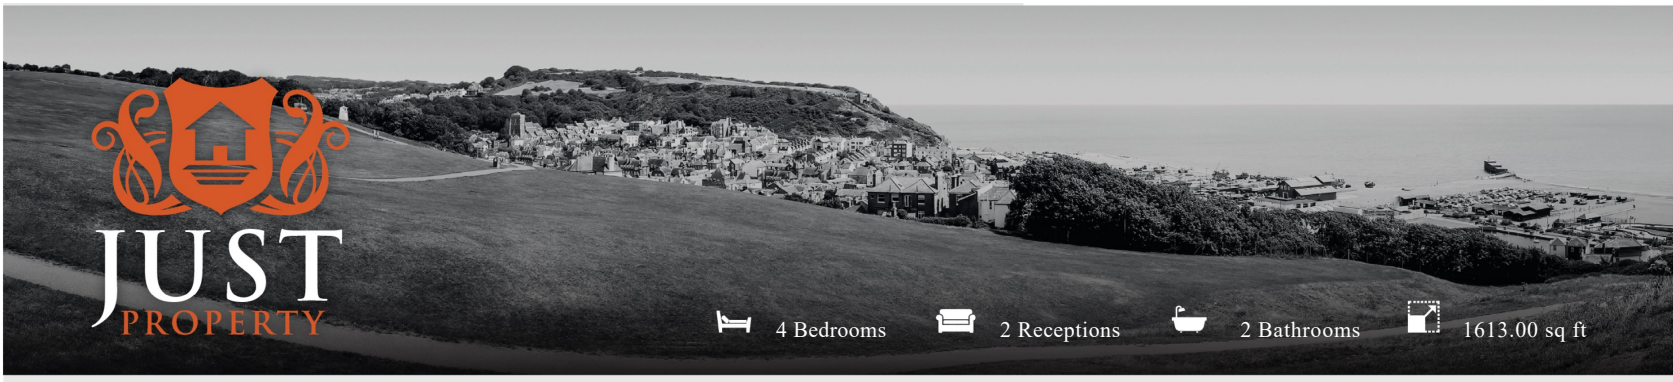 JUST
PROPERTY
4 Bedrooms
2 Receptions
2 Bathrooms
1613.00 sq ft